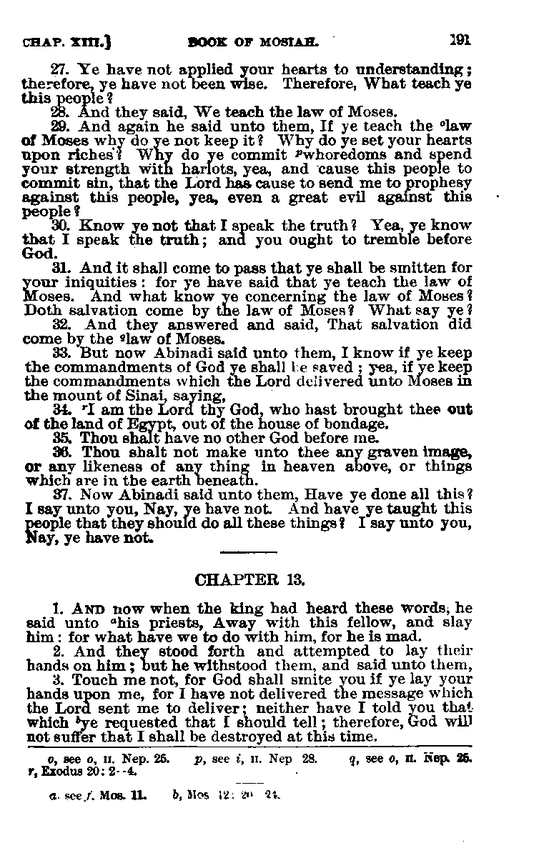 CHAP. XIII.} BOOK OF MOSIAH. 191
27. Ye have not applied your hearts to understanding;
therefore, ye have not been wise. Therefore, What teach ye
this people?
28. And they said, We teach the law of Moses.
29. And again he said unto them, If ye teach the ºlaw
of Moses why do ye not keep it? Why do ye set your hearts
upon riches? Why do ye commit ᵖwhoredoms and spend
your strength with harlots, yea, and cause this people to
commit sin, that the Lord has cause to send me to prophesy
against this people, yea, even a great evil against this
people?
30. Know ye not that I speak the truth? Yea, ye know
that I speak the truth; and you ought to tremble before
God.
31. And it shall come to pass that ye shall be smitten for
your iniquities: for ye have said that ye teach the law of
Moses. And what know ye concerning the law of Moses?
Doth salvation come by the law of Moses? What say ye?
32. And they answered and said, That salvation did
come by the qlaw of Moses.
33. But now Abinadi said unto them, I know if ye keep
the commandments of God ye shall be saved; yea, if ye keep
the commandments which the Lord delivered unto Moses in
the mount of Sinai, saying,
34. ʳI am the Lord thy God, who hast brought thee out
of the land of Egypt, out of the house of bondage.
35. Thou shalt have no other God before me.
36. Thou shalt not make unto thee any graven image,
or any likeness of any thing in heaven above, or things
which are in the earth beneath.
37. Now Abinadi said unto them, Have ye done all this?
I say unto you, Nay, ye have not. And have ye taught this
people that they should do all these things? I say unto you,
Nay, ye have not.
CHAPTER 13.
1. AND now when the king had heard these words, he
said unto ᵃhis priests, Away with this fellow, and slay
him: for what have we to do with him, for he is mad.
2. And they stood forth and attempted to lay their
hands on him; but he withstood them, and said unto them,
3. Touch me not, for God shall smite you if ye lay your
hands upon me, for I have not delivered the message which
the Lord sent me to deliver; neither have I told you that
which ᵇye requested that I should tell; therefore, God will
not suffer that I shall be destroyed at this time.
o, see o, II. Nep. 25. p, see i, II. Nep 28. q, see o, II. Nep. 25.
r, Exodus 20: 2--4.
a. see f. Mos. 11. b, Mos 12: 20 24.